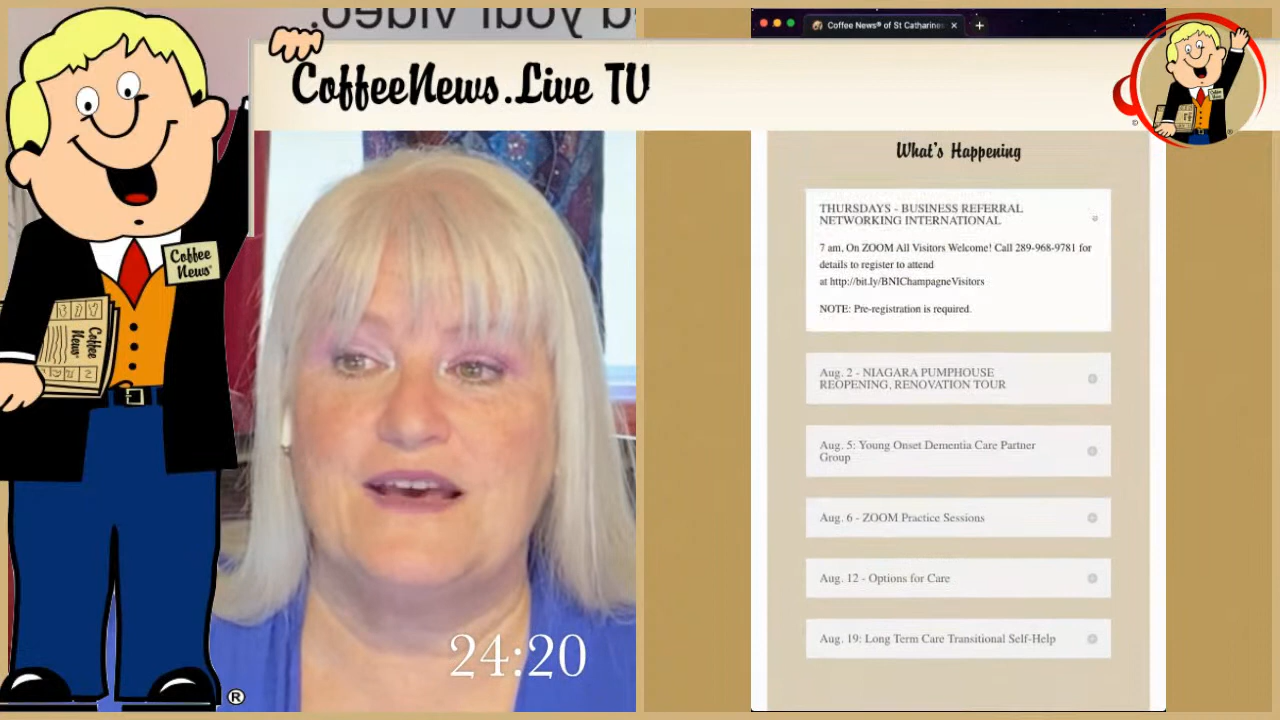 ed your video.
Coffee News® of St Catharines
CoffeeNews.Live TV
Coffee
News®
Coffee
News®
What's Happening
THURSDAYS - BUSINESS REFERRAL
NETWORKING INTERNATIONAL
7 am, On ZOOM All Visitors Welcome! Call 289-968-9781 for
details to register to attend
at http://bit.ly/BNIChampagneVisitors
NOTE: Pre-registration is required.
Aug. 2 - NIAGARA PUMPHOUSE
REOPENING, RENOVATION TOUR
Aug. 5: Young Onset Dementia Care Partner
Group
Aug. 6 - ZOOM Practice Sessions
Aug. 12 - Options for Care
Aug. 19: Long Term Care Transitional Self-Help
24:20
®